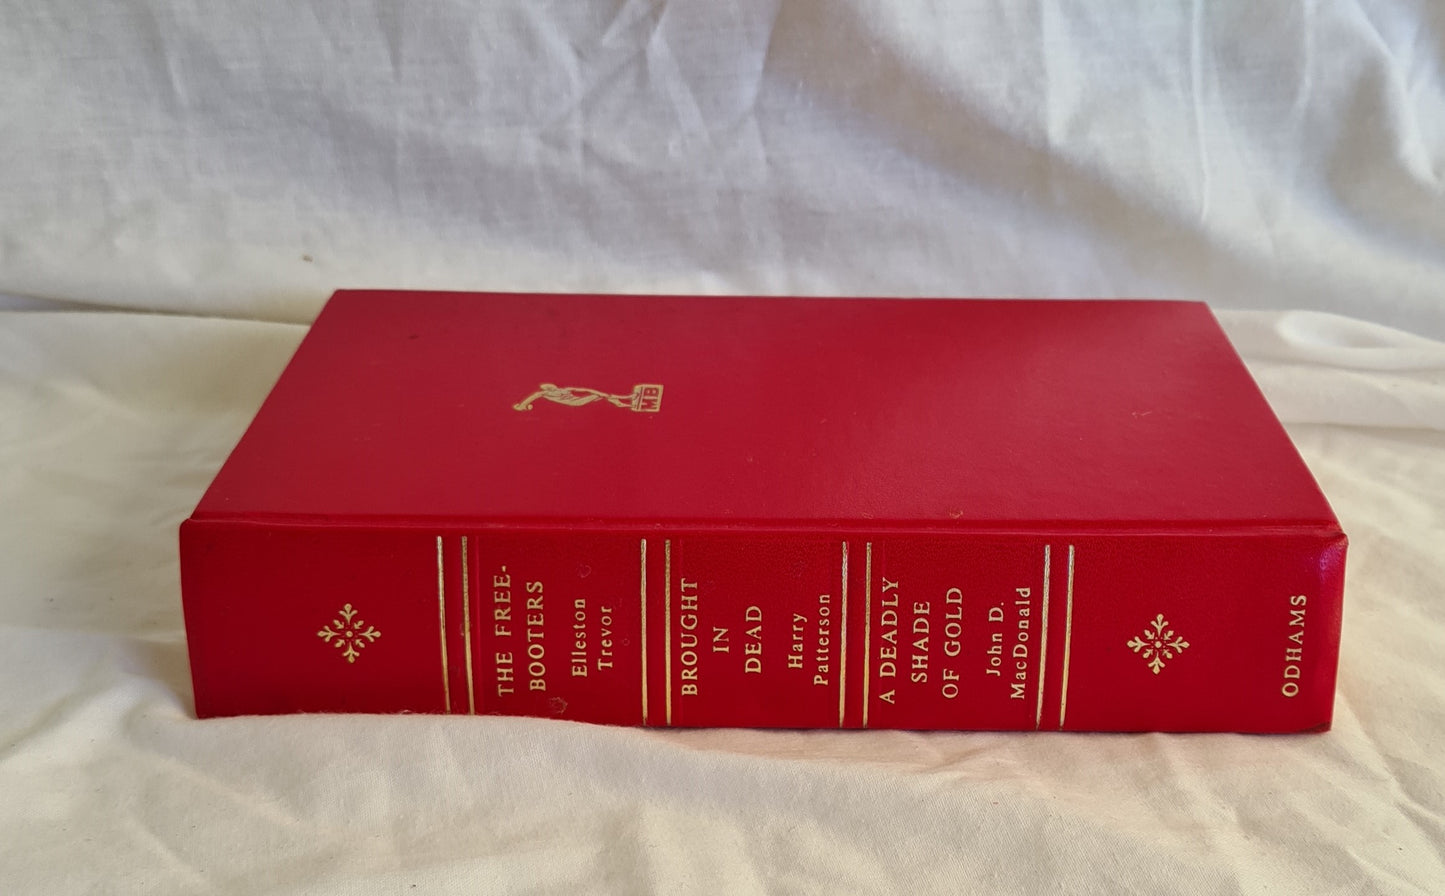 MB
THE FREE-
BOOTERS
Elleston
Trevor
BROUGHT
IN
DEAD
Harry
Patterson
A DEADLY
SHADE
OF GOLD
John D.
MacDonald
ODHAMS